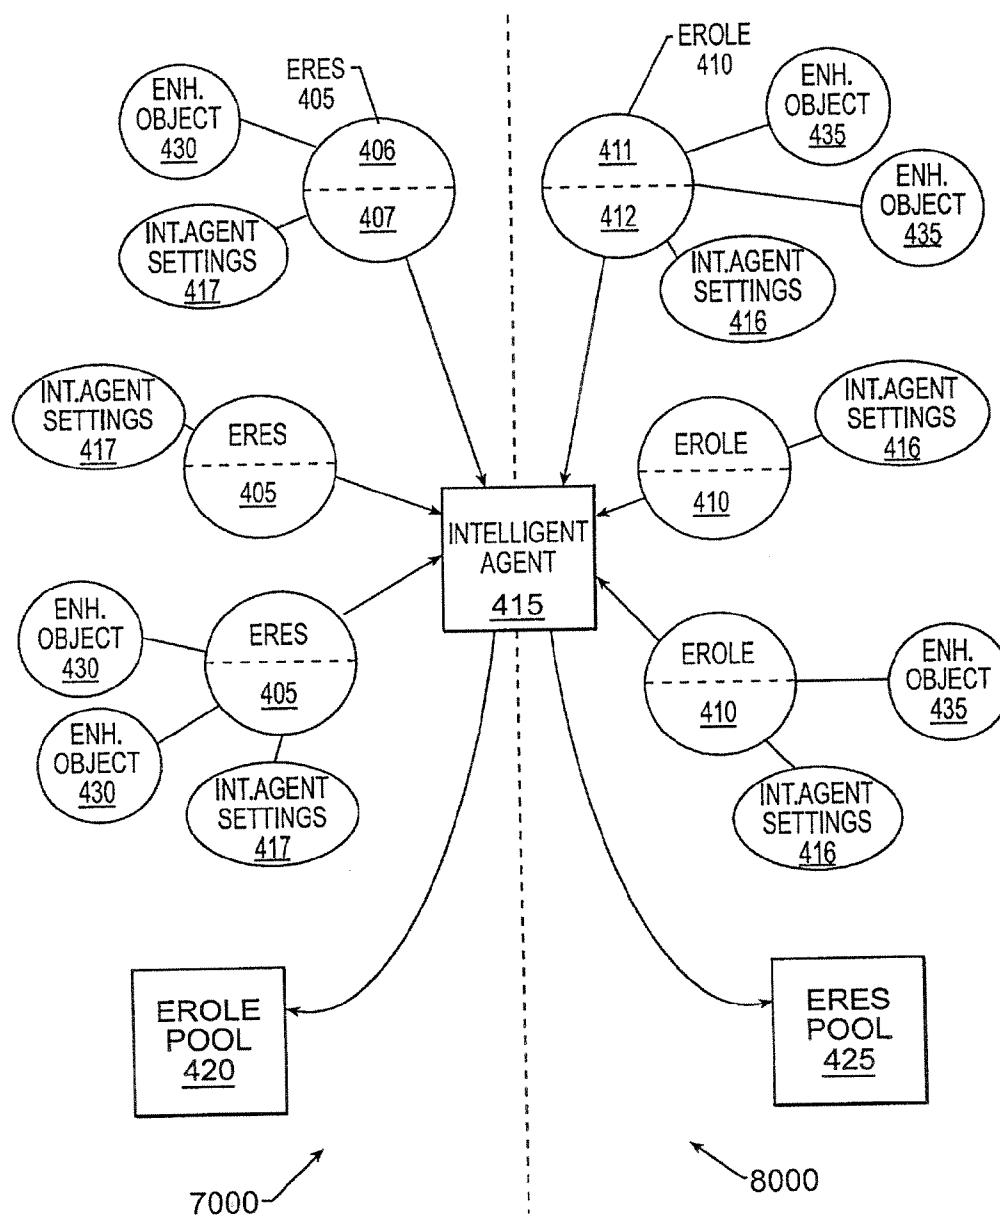 ENH.
OBJECT
430
ERES
405
406
407
INT.AGENT
SETTINGS
417
EROLE
410
411
412
ENH.
OBJECT
435
ENH.
OBJECT
435
INT.AGENT
SETTINGS
416
INT.AGENT
SETTINGS
417
ERES
405
EROLE
410
INT.AGENT
SETTINGS
416
INTELLIGENT
AGENT
415
ENH.
OBJECT
430
ERES
405
ENH.
OBJECT
430
INT.AGENT
SETTINGS
417
EROLE
410
ENH.
OBJECT
435
INT.AGENT
SETTINGS
416
EROLE
POOL
420
ERES
POOL
425
7000
8000